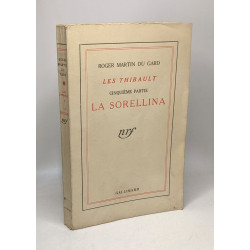 ROGER MARTIN DU GARD
LES THIBAULT
CINQUIÈME PARTIE
LA SORELLINA
nrf
GALLIMARD